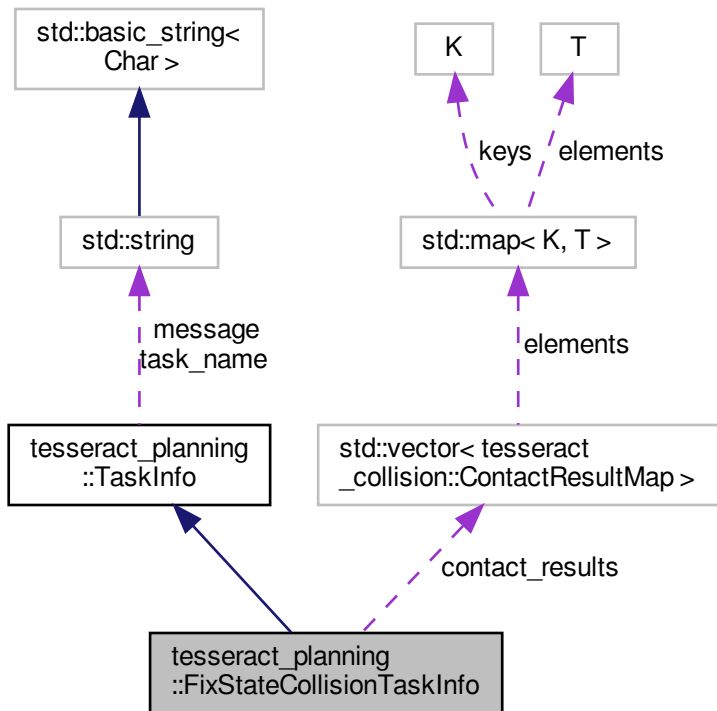 std::basic_string<
Char >
K
T
keys
elements
std::string
std::map< K, T >
message
task_name
elements
tesseract_planning
::TaskInfo
std::vector< tesseract
_collision::ContactResultMap >
contact_results
tesseract_planning
::FixStateCollisionTaskInfo